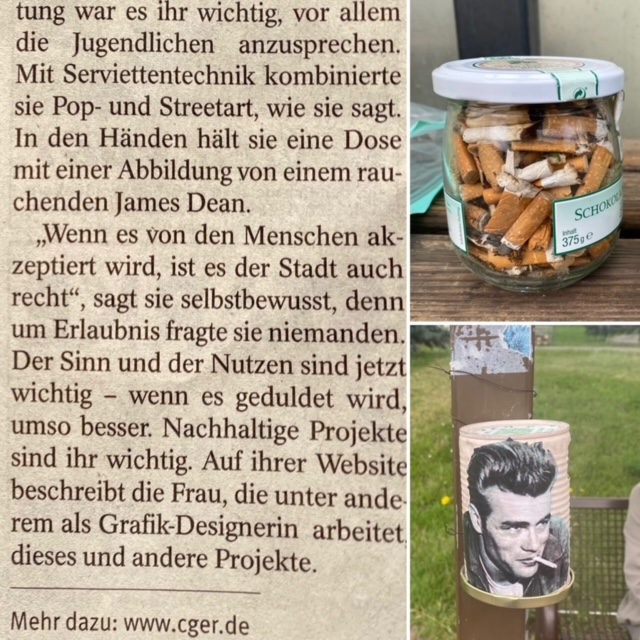 tung war es ihr wichtig, vor allem
die Jugendlichen anzusprechen.
Mit Serviettentechnik kombinierte
sie Pop- und Streetart, wie sie sagt.
In den Händen hält sie eine Dose
mit einer Abbildung von einem rau-
chenden James Dean.
„Wenn es von den Menschen ak-
zeptiert wird, ist es der Stadt auch
recht“, sagt sie selbstbewusst, denn
um Erlaubnis fragte sie niemanden.
Der Sinn und der Nutzen sind jetzt
wichtig – wenn es geduldet wird,
umso besser. Nachhaltige Projekte
sind ihr wichtig. Auf ihrer Website
beschreibt die Frau, die unter ande-
rem als Grafik-Designerin arbeitet,
dieses und andere Projekte.
Mehr dazu: www.cger.de
Inhalt
375 g e